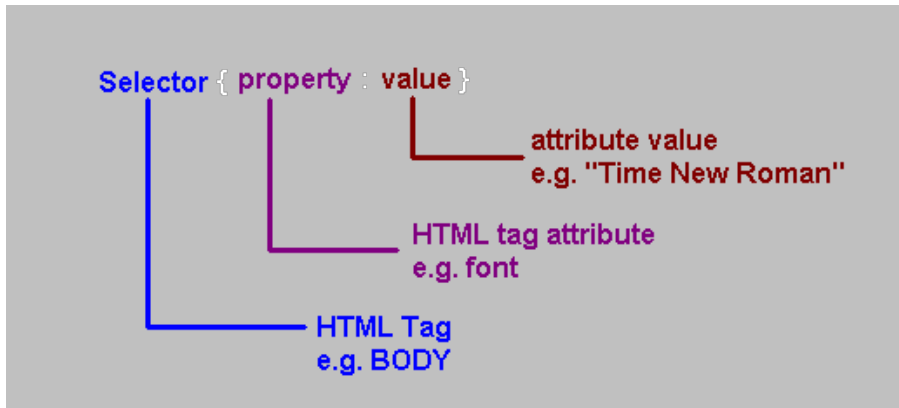 Selector { property : value }
attribute value
e.g. "Time New Roman"
HTML tag attribute
e.g. font
HTML Tag
e.g. BODY